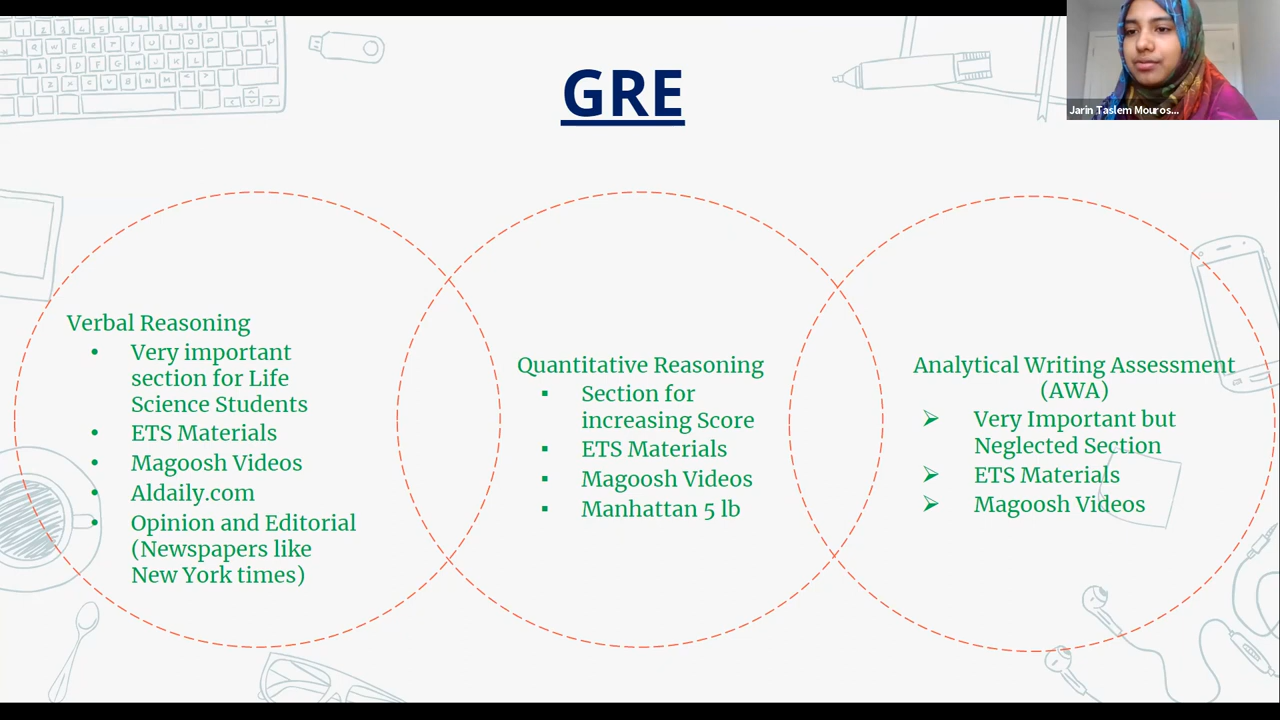 GRE
Jarin Taslem Mouros...
Verbal Reasoning
• Very important
section for Life
Science Students
• ETS Materials
• Magoosh Videos
• Aldaily.com
• Opinion and Editorial
(Newspapers like
New York times)
Quantitative Reasoning
▪ Section for
increasing Score
▪ ETS Materials
▪ Magoosh Videos
▪ Manhattan 5 lb
Analytical Writing Assessment
(AWA)
➢ Very Important but
Neglected Section
➢ ETS Materials
➢ Magoosh Videos